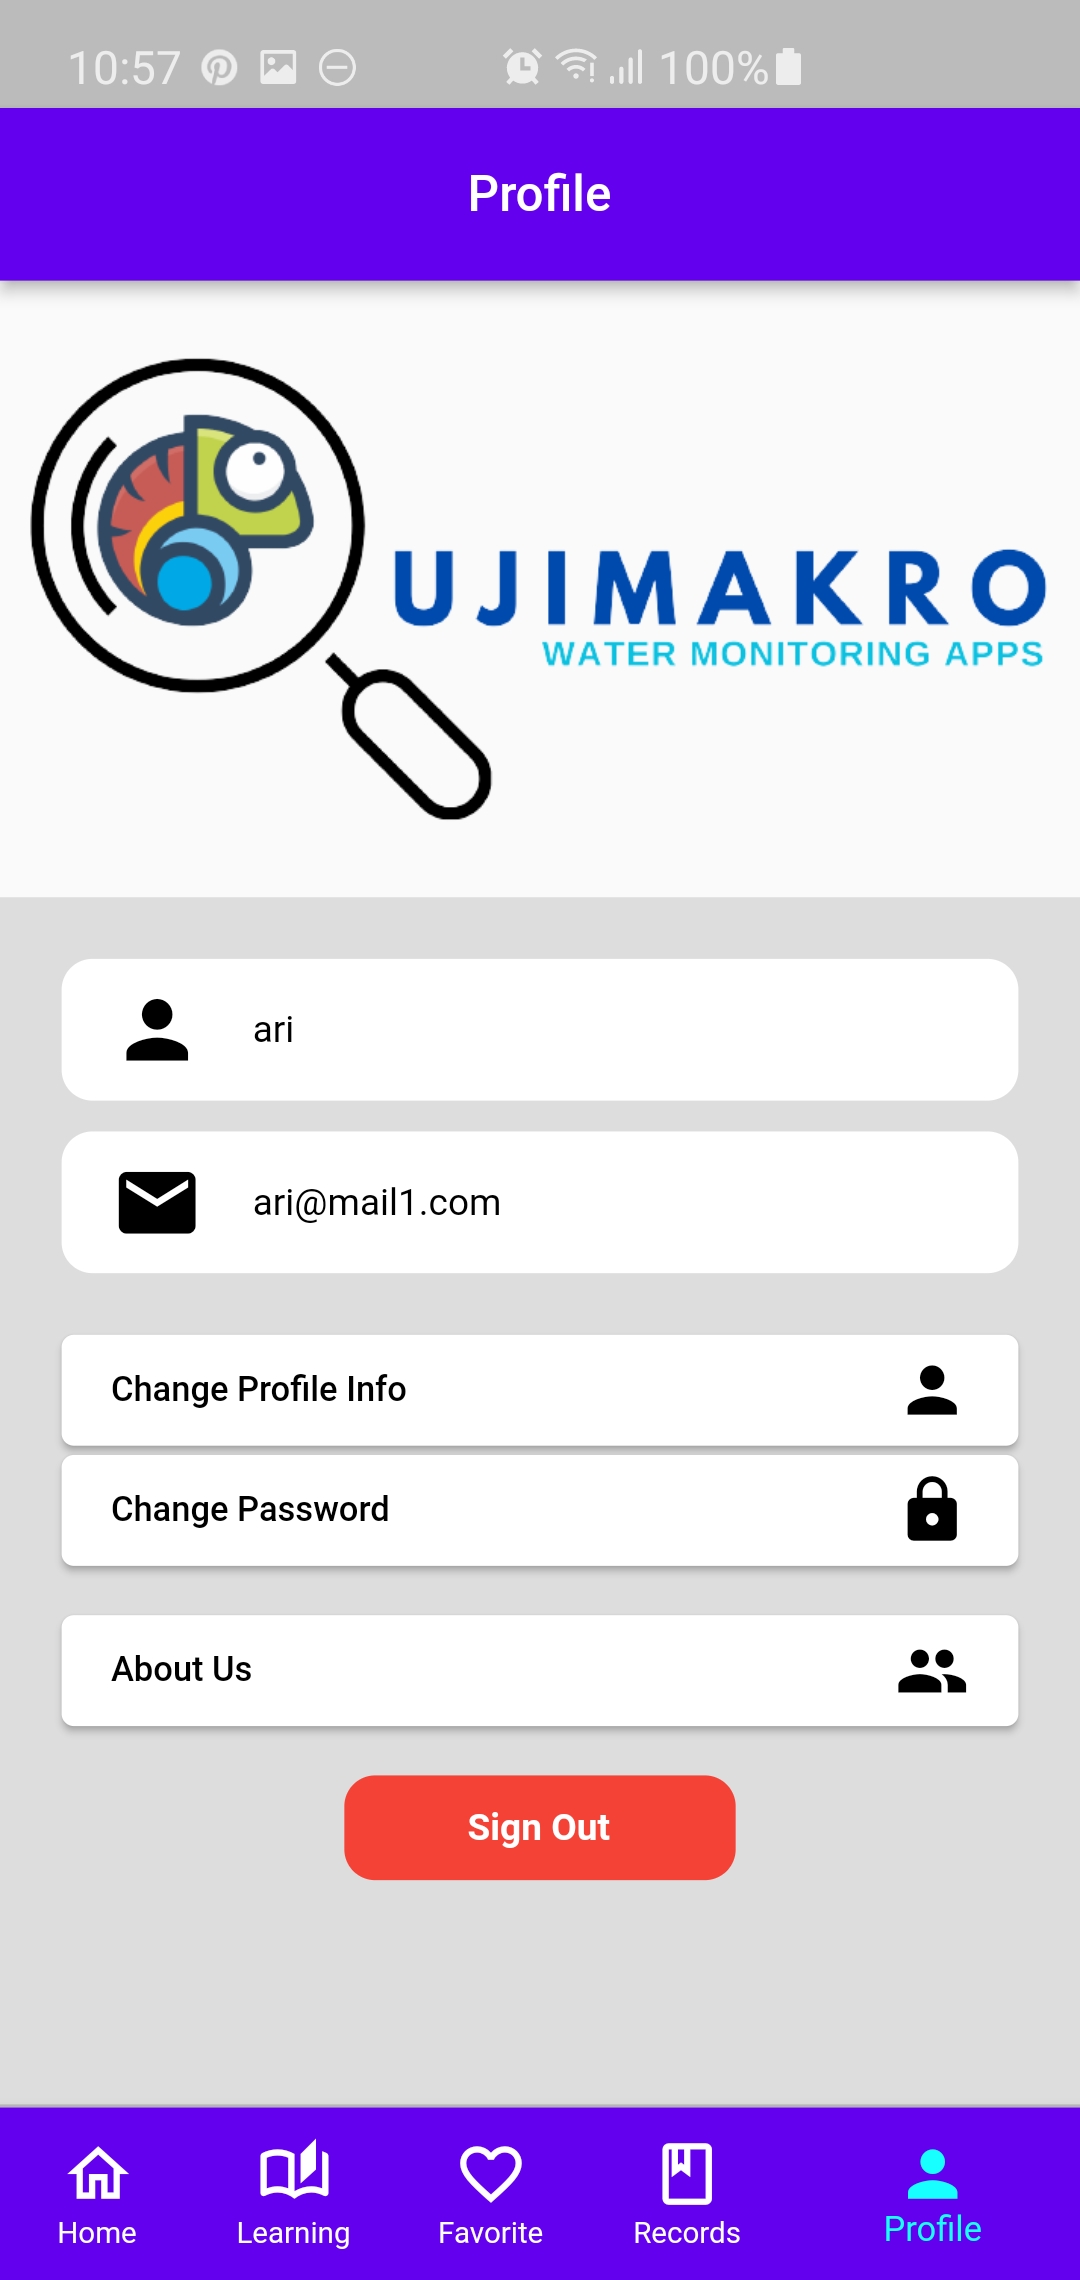 10:57 100%
Profile
UJIMAKRO
WATER MONITORING APPS
ari
ari@mail1.com
Change Profile Info
Change Password
About Us
Sign Out
Home Learning Favorite Records Profile